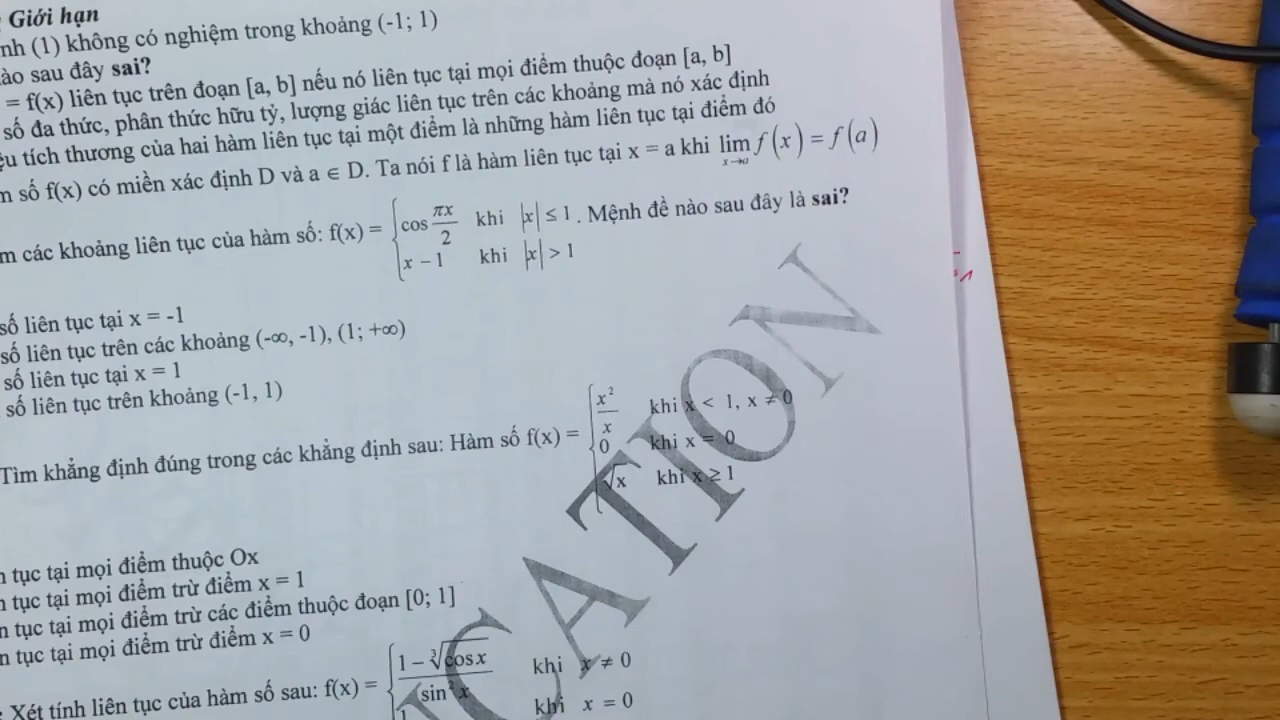 Giới hạn
nh (1) không có nghiệm trong khoảng (-1; 1)
ào sau đây sai?
= f(x) liên tục trên đoạn [a, b] nếu nó liên tục tại mọi điểm thuộc đoạn [a, b]
số đa thức, phân thức hữu tỷ, lượng giác liên tục trên các khoảng mà nó xác định
ệu tích thương của hai hàm liên tục tại một điểm là những hàm liên tục tại điểm đó
m số f(x) có miền xác định D và a ∈ D. Ta nói f là hàm liên tục tại x = a khi lim x→a f(x) = f(a)
m các khoảng liên tục của hàm số: f(x) = { cos πx/2 khi |x| ≤ 1 . Mệnh đề nào sau đây là sai?
x − 1 khi |x| > 1
số liên tục tại x = -1
số liên tục trên các khoảng (-∞, -1), (1; +∞)
số liên tục tại x = 1
số liên tục trên khoảng (-1, 1)
Tìm khẳng định đúng trong các khẳng định sau: Hàm số f(x) = { x²/x khi x < 1, x ≠ 0
0 khi x = 0
√x khi x ≥ 1
n tục tại mọi điểm thuộc Ox
n tục tại mọi điểm trừ điểm x = 1
n tục tại mọi điểm trừ các điểm thuộc đoạn [0; 1]
n tục tại mọi điểm trừ điểm x = 0
: Xét tính liên tục của hàm số sau: f(x) = { (1 − ∛cos x)/(sin² x) khi x ≠ 0
1 khi x = 0
CATION